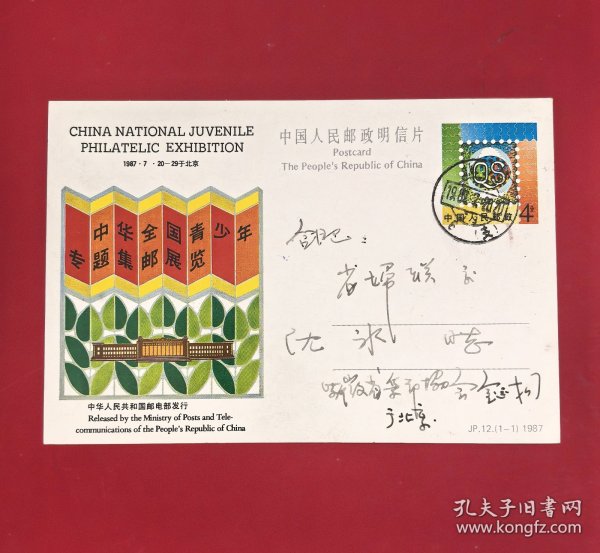 CHINA NATIONAL JUVENILE
PHILATELIC EXHIBITION
1987·7·20-29于北京
中华全国青少年
专题集邮展览
中华人民共和国邮电部发行
Released by the Ministry of Posts and Tele-
communications of the People's Republic of China
中国人民邮政明信片
Postcard
The People's Republic of China
中国人民邮政
4分
合肥：
省妇联
沈冰
安徽省集邮协会
于北京.
JP.12.(1-1) 1987
孔夫子旧书网
www.kongfz.com